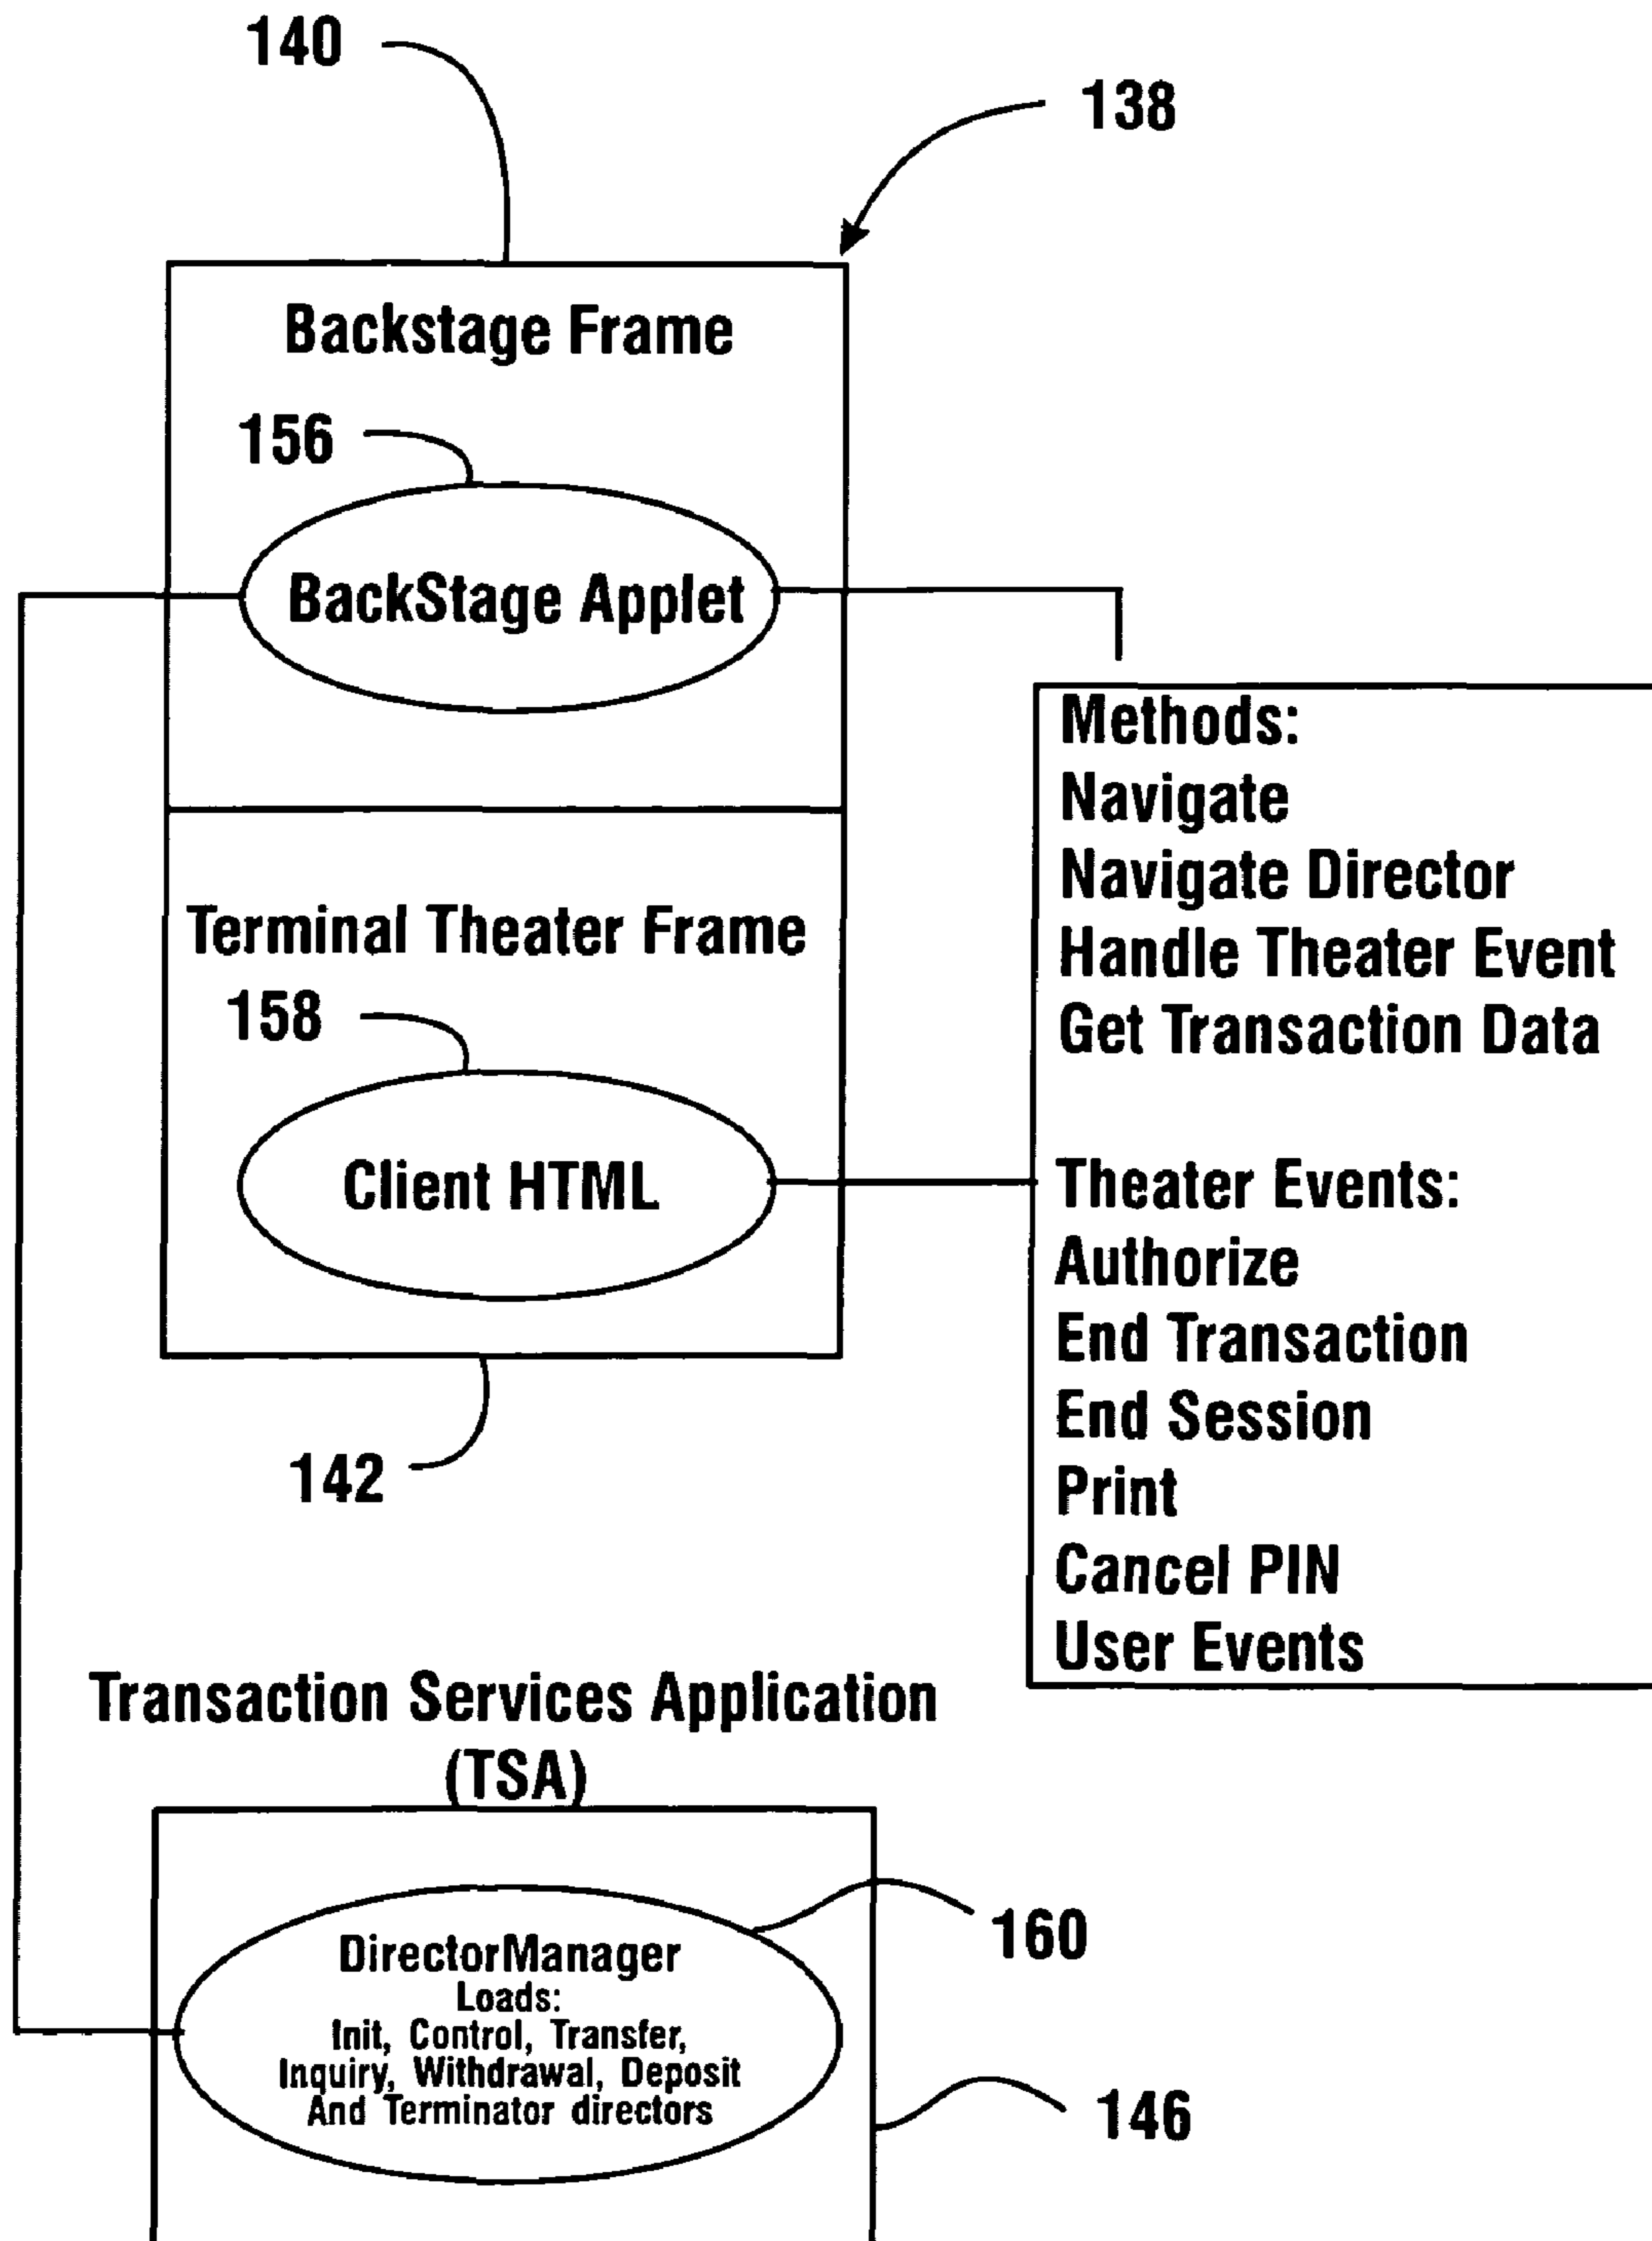 140
138
Backstage Frame
156
BackStage Applet
Methods:
Navigate
Navigate Director
Handle Theater Event
Get Transaction Data
Terminal Theater Frame
158
Client HTML
Theater Events:
Authorize
End Transaction
End Session
Print
Cancel PIN
User Events
142
Transaction Services Application
(TSA)
160
DirectorManager
Loads:
Init, Control, Transfer,
Inquiry, Withdrawal, Deposit
And Terminator directors
146